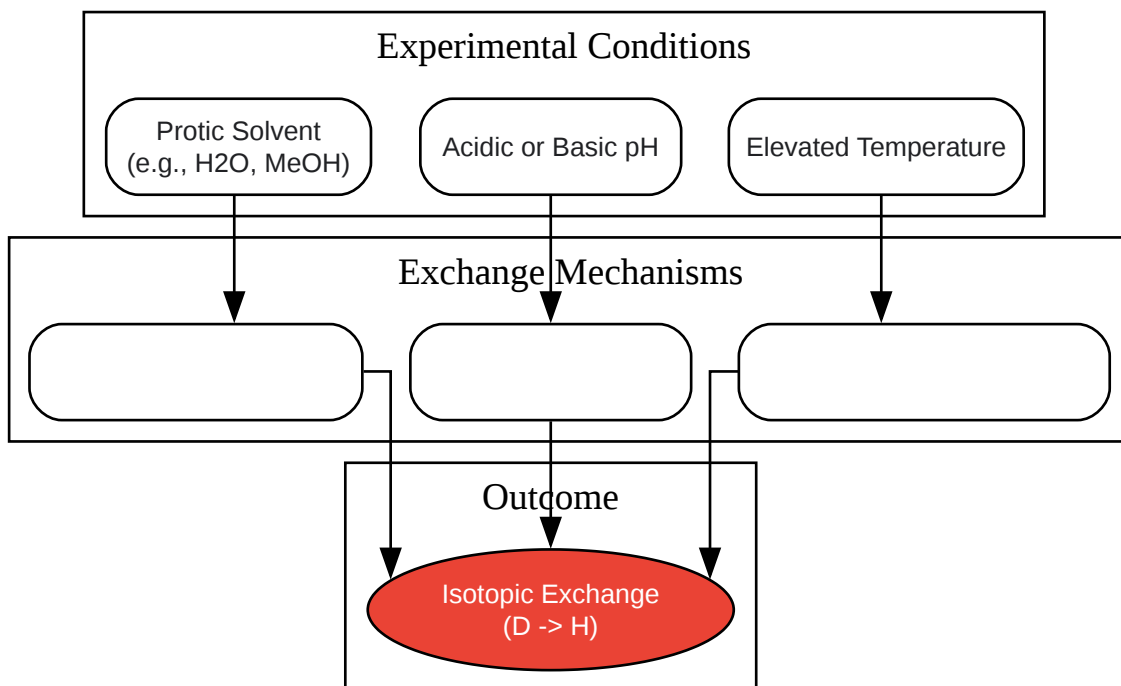 Experimental Conditions
Protic Solvent
(e.g., H2O, MeOH)
Acidic or Basic pH
Elevated Temperature
Exchange Mechanisms
Outcome
Isotopic Exchange
(D -> H)